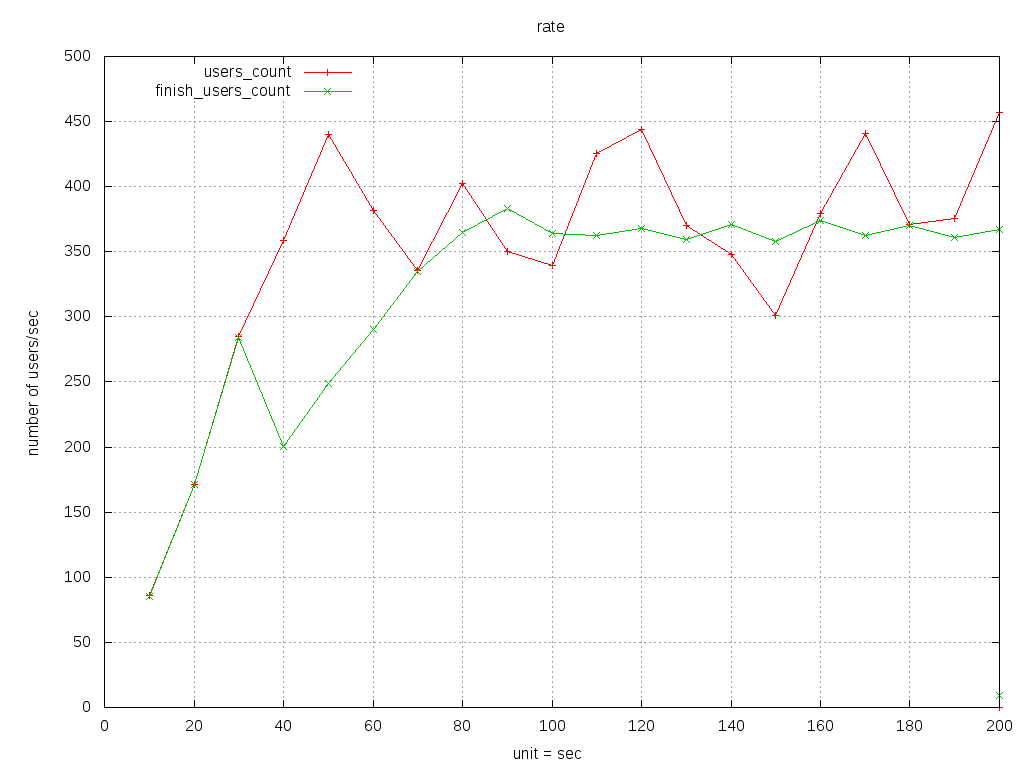 rate
users_count
finish_users_count
500
450
400
350
300
250
200
150
100
50
0
0 20 40 60 80 100 120 140 160 180 200
number of users/sec
unit = sec